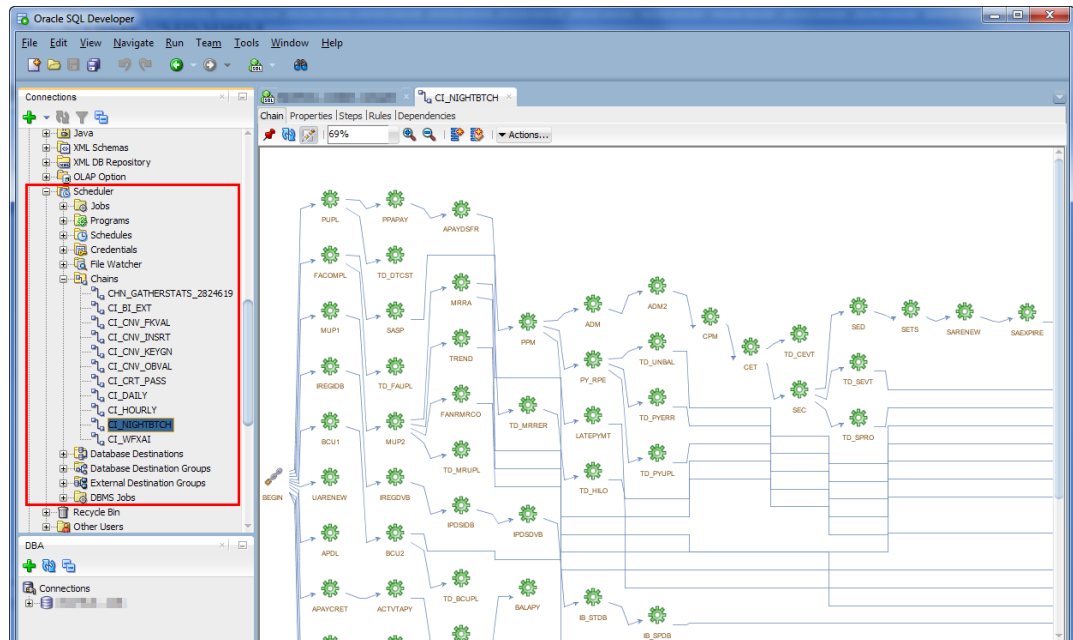 Oracle SQL Developer
File Edit View Navigate Run Team Tools Window Help
Connections
CI_NIGHTBTCH
Chain Properties Steps Rules Dependencies
69%
Actions...
Java
XML Schemas
XML DB Repository
OLAP Option
Scheduler
Jobs
Programs
Schedules
Credentials
File Watcher
Chains
CHN_GATHERSTATS_2824619
CI_BI_EXT
CI_CNV_FKVAL
CI_CNV_INSRT
CI_CNV_KEYGN
CI_CNV_OBVAL
CI_CRT_PASS
CI_DAILY
CI_HOURLY
CI_NIGHTBTCH
CI_WFXAI
Database Destinations
Database Destination Groups
External Destination Groups
DBMS Jobs
Recycle Bin
Other Users
DBA
Connections
PUPL PPAPAY
APAYDSFR
FACOMPL TD_DTCST
MRRA ADM ADM2
MUP1 SASP PPM CPM SED SETS SARENEW SAEXPIRE
TREND TD_UNBAL CET TD_CEVT
IREGIDB TD_FAUPL PY_RPE TD_SEVT
FANRMRCO TD_MRRER TD_PYERR SEC
BCU1 MUP2 LATEPYMT TD_SPRO
TD_MRUPL TD_PYUPL
BEGIN UARENEW IREGDVB TD_HILO
IPDSIDB IPDSDVB
APDL BCU2
TD_BCUPL BALAPY
APAYCRET ACTVTAPY IB_STDB
IB_SPDB